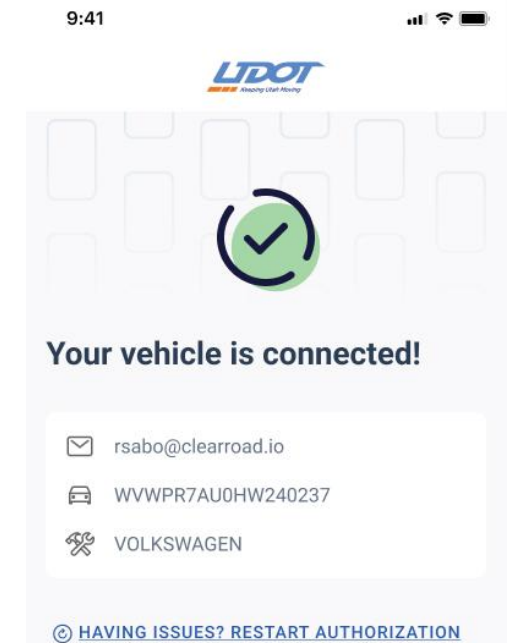 9:41
UDOT
Keeping Utah Moving
Your vehicle is connected!
rsabo@clearroad.io
WVWPR7AU0HW240237
VOLKSWAGEN
HAVING ISSUES? RESTART AUTHORIZATION